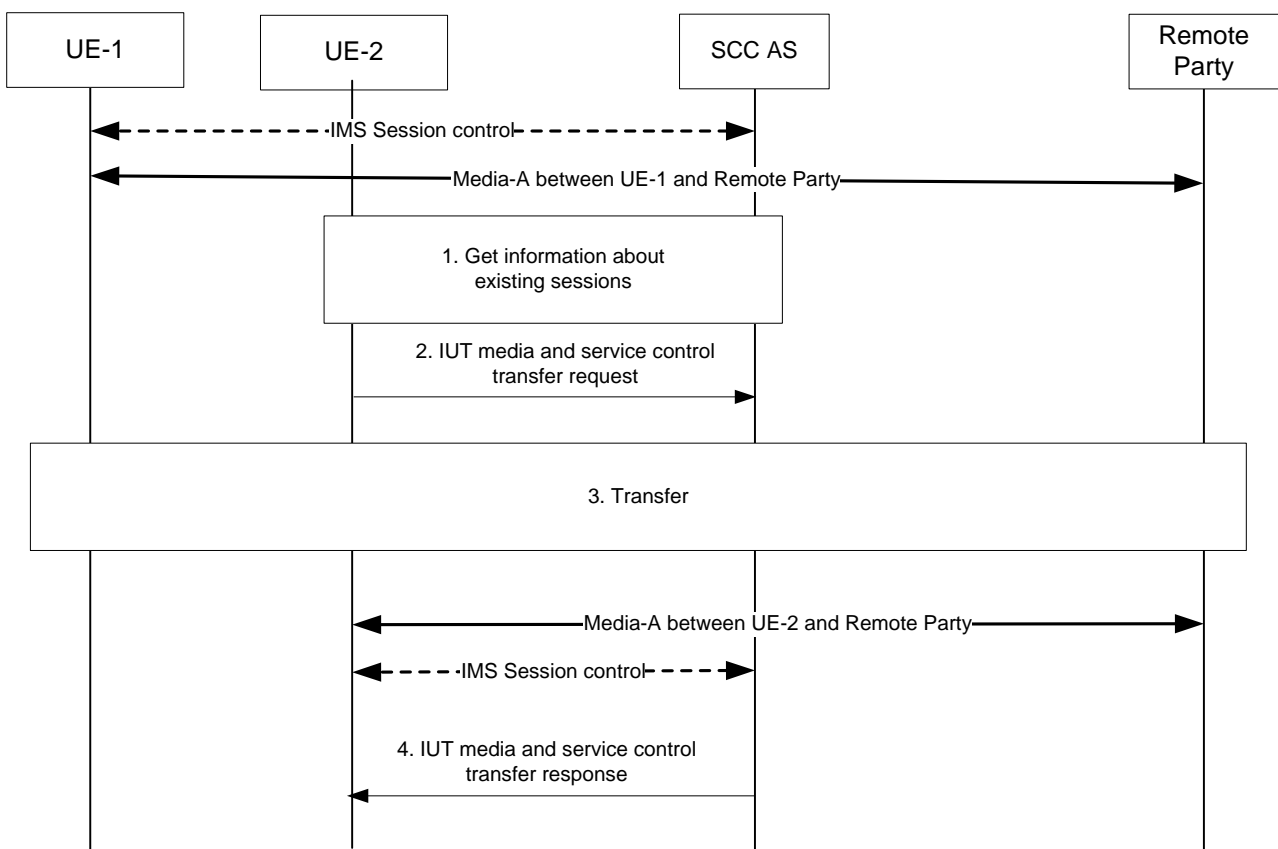 UE-1
UE-2
SCC AS
Remote
Party
IMS Session control
Media-A between UE-1 and Remote Party
1. Get information about
existing sessions
2. IUT media and service control
transfer request
3. Transfer
Media-A between UE-2 and Remote Party
IMS Session control
4. IUT media and service control
transfer response